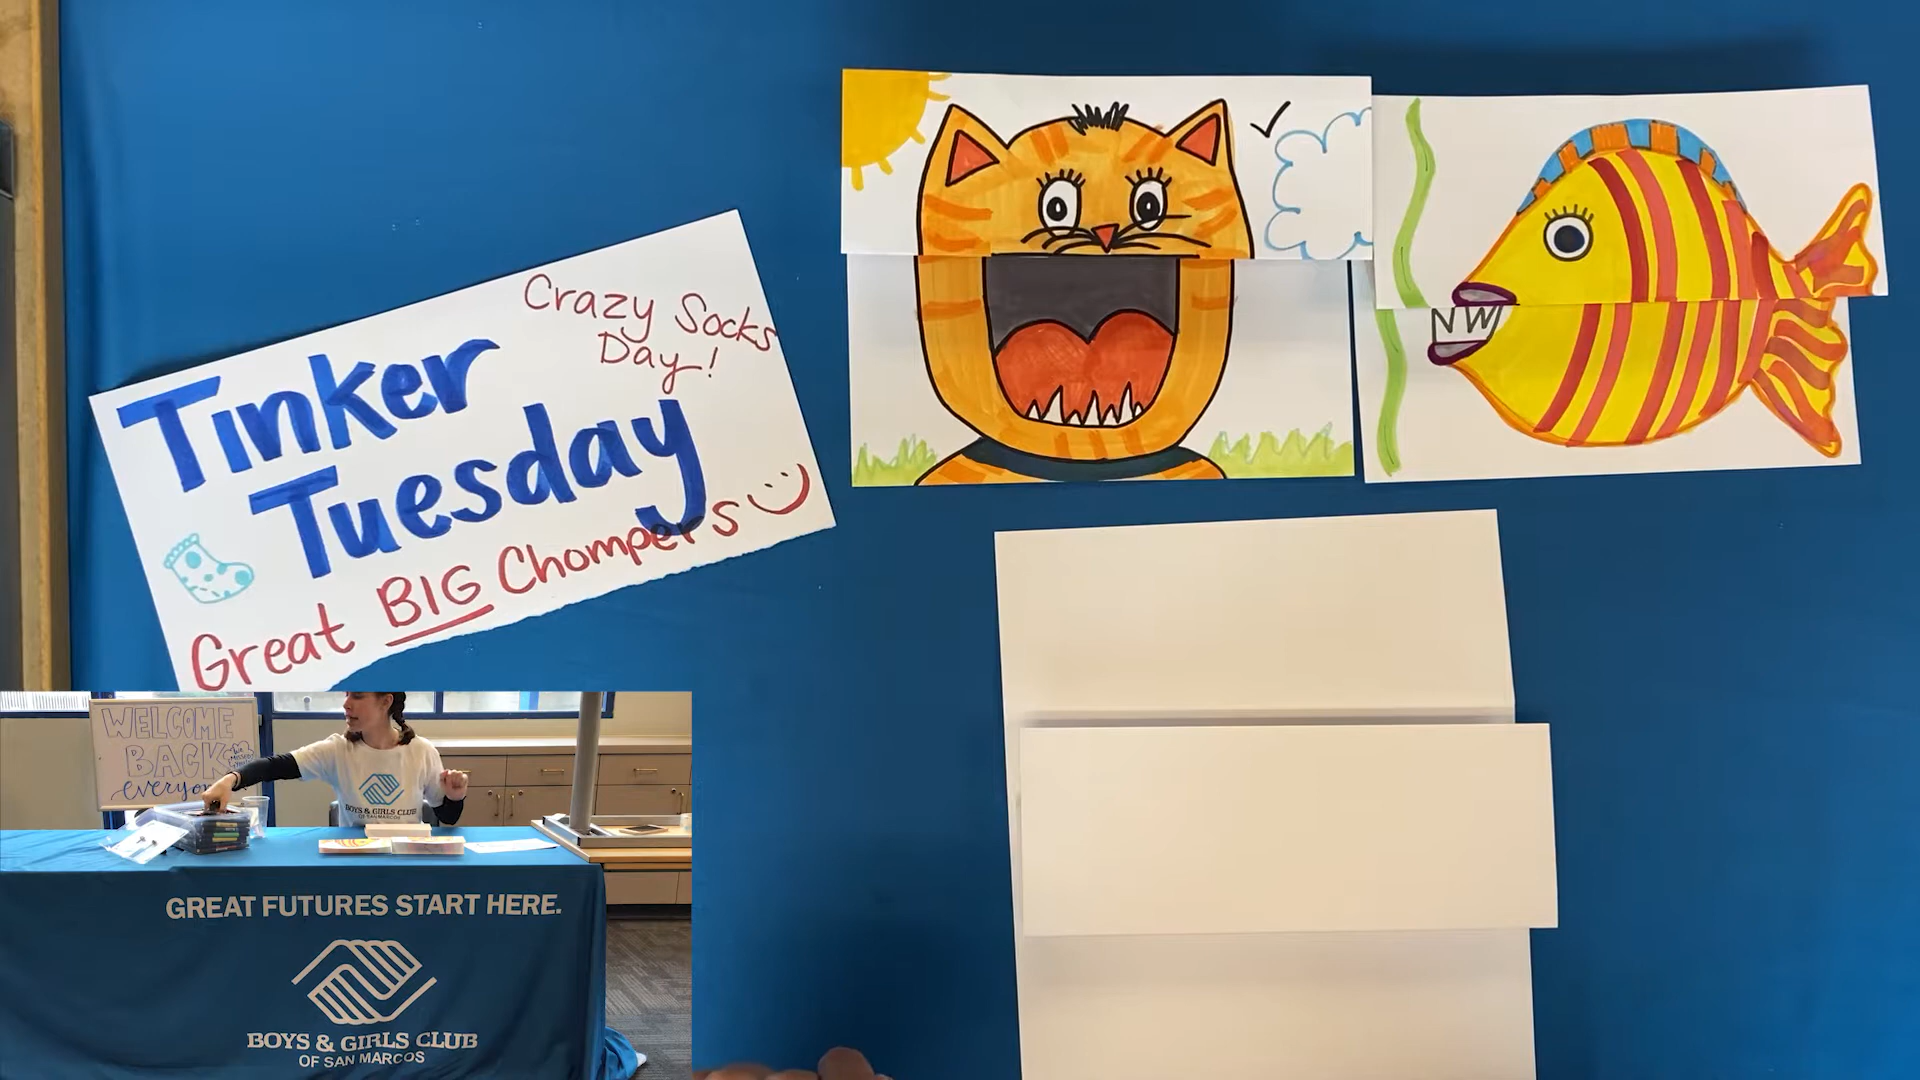 Crazy Socks
Day!
Tinker
Tuesday
Great BIG Chompers
WELCOME
BACK
BOYS & GIRLS CLUB
OF SAN MARCOS
GREAT FUTURES START HERE.
BOYS & GIRLS CLUB
OF SAN MARCOS